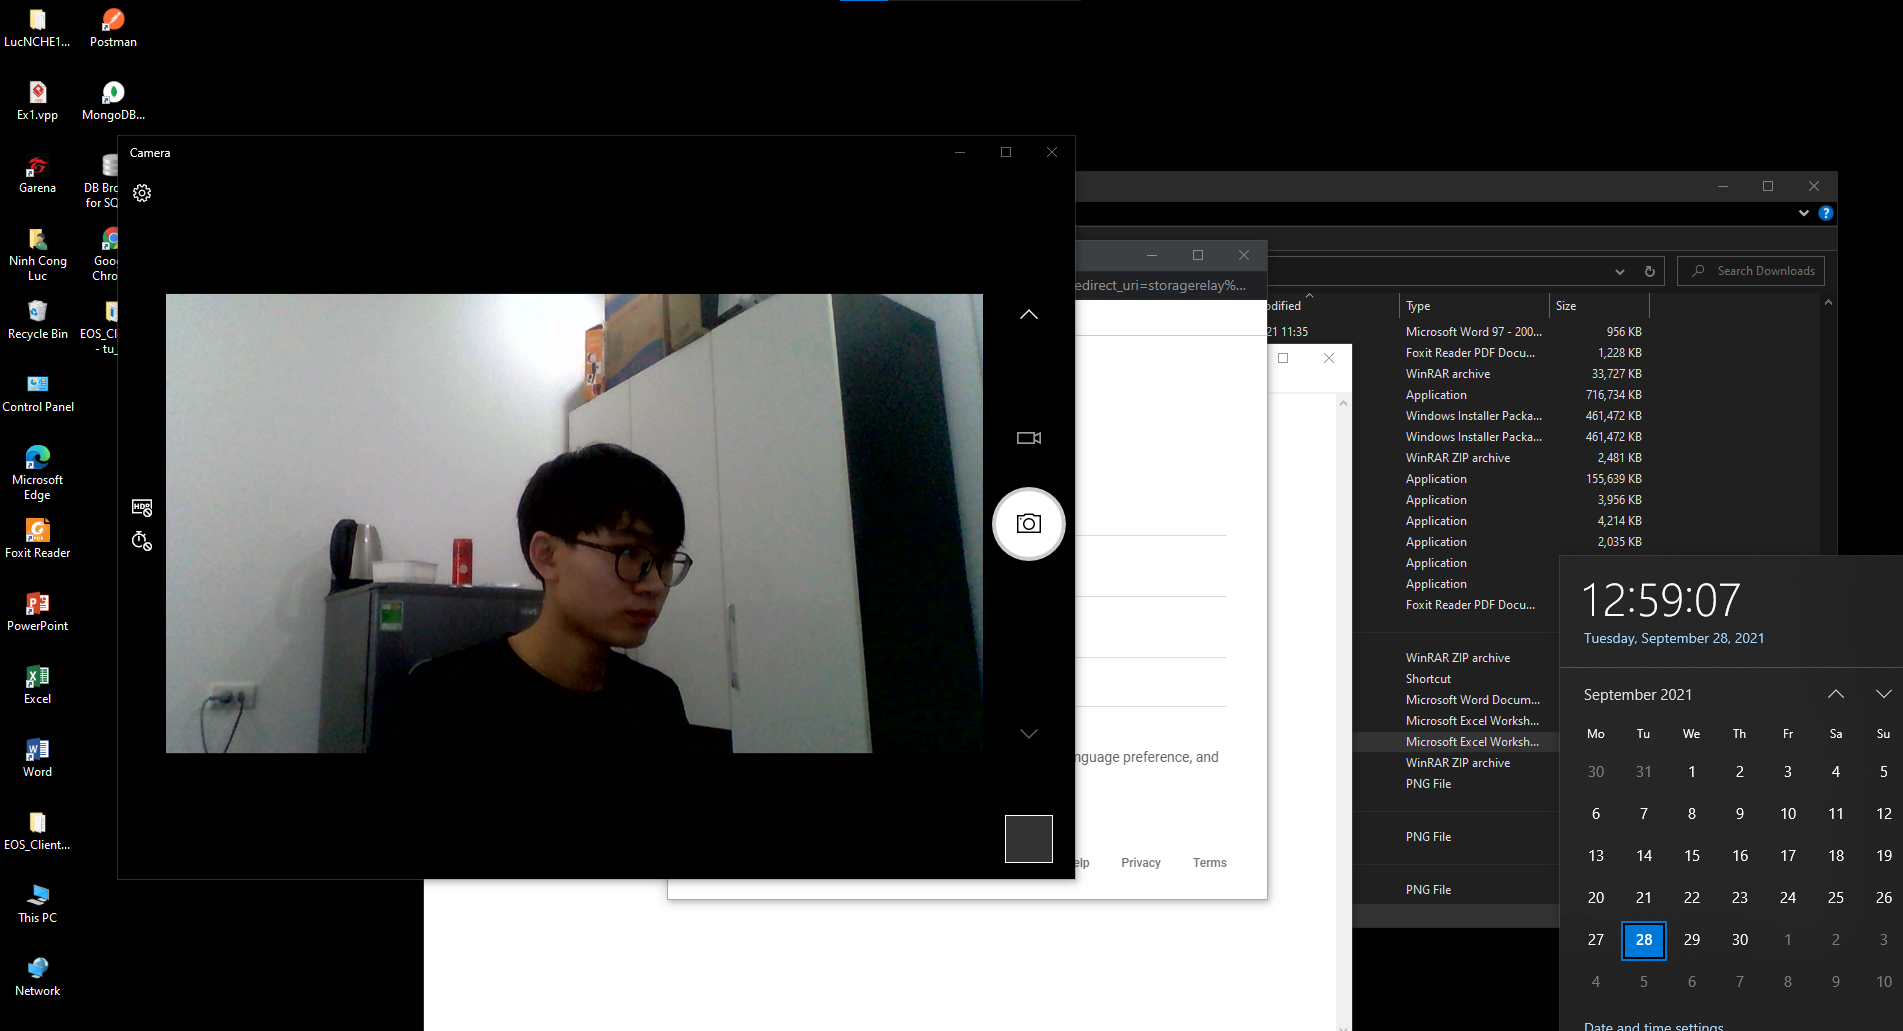 LucNCHE1...
Postman
Ex1.vpp
MongoDB...
Garena
DB Bro
for SQ
Ninh Cong
Luc
Goo
Chro
Recycle Bin
EOS_Cl
- tu_
Control Panel
Microsoft
Edge
Foxit Reader
PowerPoint
Excel
Word
EOS_Client...
This PC
Network
Camera
HDR
edirect_uri=storagerelay%...
nguage preference, and
elp
Privacy
Terms
?
Search Downloads
odified
Type
Size
21 11:35
Microsoft Word 97 - 200...
956 KB
Foxit Reader PDF Docu...
1,228 KB
WinRAR archive
33,727 KB
Application
716,734 KB
Windows Installer Packa...
461,472 KB
Windows Installer Packa...
461,472 KB
WinRAR ZIP archive
2,481 KB
Application
155,639 KB
Application
3,956 KB
Application
4,214 KB
Application
2,035 KB
Application
Application
Foxit Reader PDF Docu...
WinRAR ZIP archive
Shortcut
Microsoft Word Docum...
Microsoft Excel Worksh...
Microsoft Excel Worksh...
WinRAR ZIP archive
PNG File
PNG File
PNG File
12:59:07
Tuesday, September 28, 2021
September 2021
Mo Tu We Th Fr Sa Su
30 31 1 2 3 4 5
6 7 8 9 10 11 12
13 14 15 16 17 18 19
20 21 22 23 24 25 26
27 28 29 30 1 2 3
4 5 6 7 8 9 10
Date and time settings